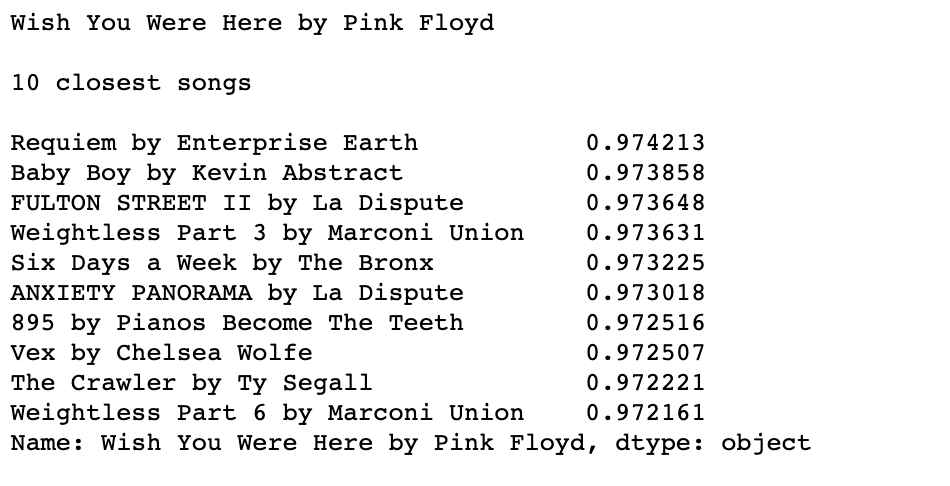 Wish You Were Here by Pink Floyd
10 closest songs
Requiem by Enterprise Earth 0.974213
Baby Boy by Kevin Abstract 0.973858
FULTON STREET II by La Dispute 0.973648
Weightless Part 3 by Marconi Union 0.973631
Six Days a Week by The Bronx 0.973225
ANXIETY PANORAMA by La Dispute 0.973018
895 by Pianos Become The Teeth 0.972516
Vex by Chelsea Wolfe 0.972507
The Crawler by Ty Segall 0.972221
Weightless Part 6 by Marconi Union 0.972161
Name: Wish You Were Here by Pink Floyd, dtype: object